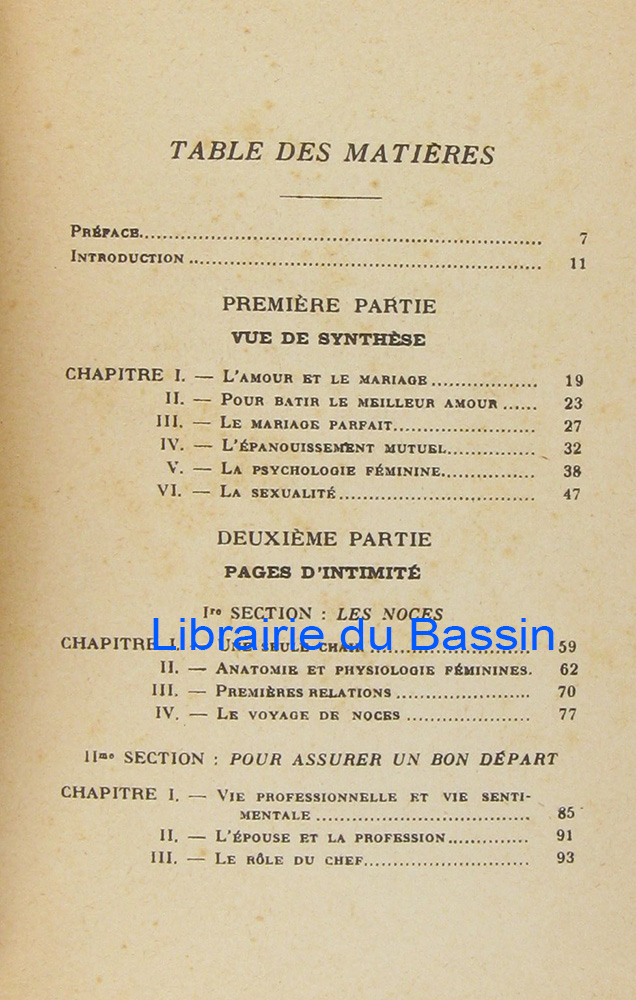 TABLE DES MATIÈRES
PRÉFACE.......................................................... 7
INTRODUCTION .................................................. 11
PREMIÈRE PARTIE
VUE DE SYNTHÈSE
CHAPITRE I. — L'AMOUR ET LE MARIAGE.................. 19
II. — POUR BATIR LE MEILLEUR AMOUR ...... 23
III. — LE MARIAGE PARFAIT........................ 27
IV. — L'ÉPANOUISSEMENT MUTUEL............... 32
V. — LA PSYCHOLOGIE FÉMININE................ 38
VI. — LA SEXUALITÉ................................. 47
DEUXIÈME PARTIE
PAGES D'INTIMITÉ
Ire SECTION : LES NOCES
Librairie du Bassin
CHAPITRE I. — UNE SEULE CHAIR ........................ 59
II. — ANATOMIE ET PHYSIOLOGIE FÉMININES. 62
III. — PREMIÈRES RELATIONS .................. 70
IV. — LE VOYAGE DE NOCES ..................... 77
IIme SECTION : POUR ASSURER UN BON DÉPART
CHAPITRE I. — VIE PROFESSIONNELLE ET VIE SENTI-
MENTALE .................................... 85
II. — L'ÉPOUSE ET LA PROFESSION.............. 91
III. — LE RÔLE DU CHEF............................ 93